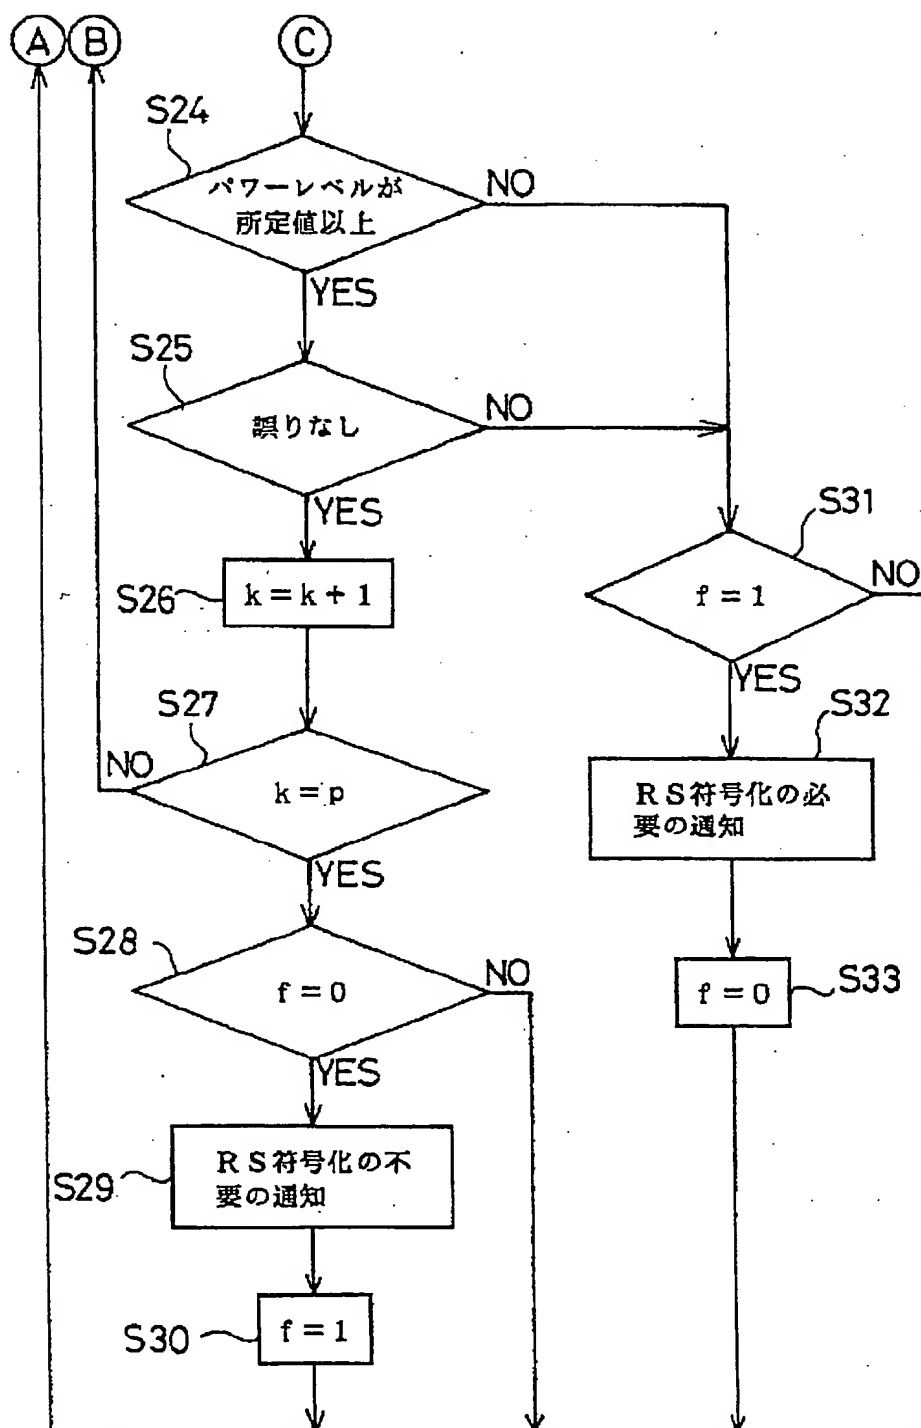 A B C
S24
パワーレベルが
所定値以上
NO
YES
S25
誤りなし
NO
YES
S26
k=k+1
S27
k=p
NO
YES
S28
f=0
NO
YES
S29
RS符号化の不
要の通知
S30
f=1
S31
f=1
NO
YES
S32
RS符号化の必
要の通知
S33
f=0